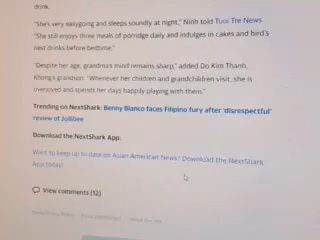 drink.
"She's very easygoing and sleeps soundly at night," Ninh told Tuoi Tre News.
"She still enjoys three meals of porridge daily and indulges in cakes and bird's
nest drinks before bedtime."
"Despite her age, grandma's mind remains sharp," added Do Kim Thanh,
Khong's grandson. "Whenever her children and grandchildren visit, she is
overjoyed and spends her days happily playing with them."
Trending on NextShark: Benny Blanco faces Filipino fury after 'disrespectful'
review of Jollibee
Download the NextShark App:
Want to keep up to date on Asian American News? Download the NextShark
App today!
View comments (12)